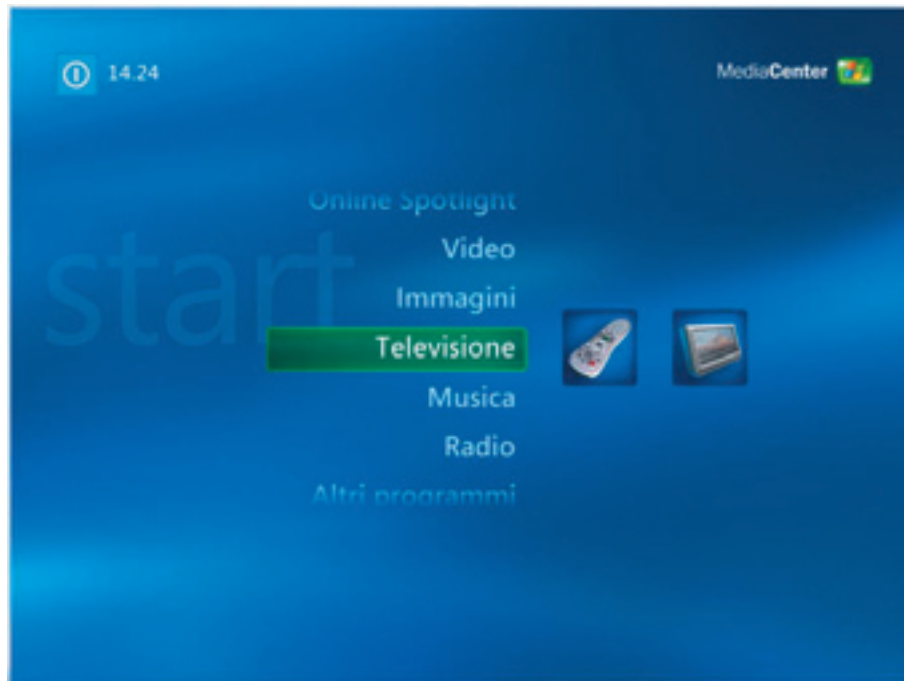 14.24
MediaCenter
Online Spotlight
start
Video
Immagini
Televisione
Musica
Radio
Altri programmi